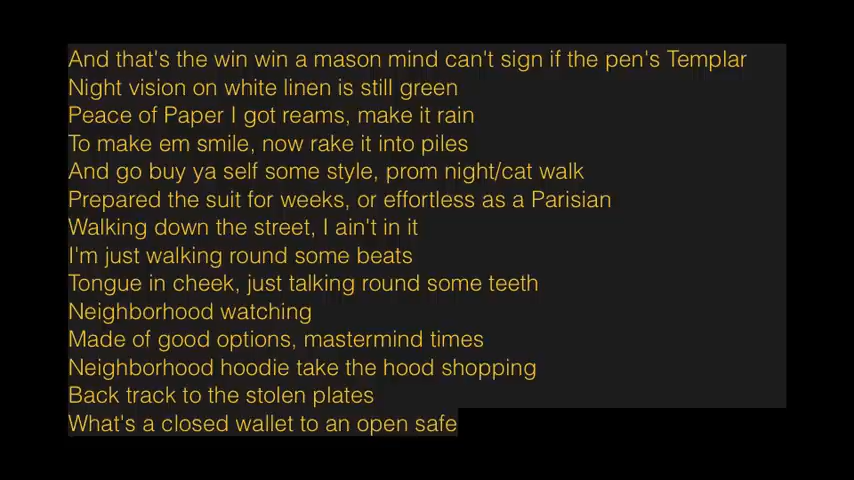 And that's the win win a mason mind can't sign if the pen's Templar
Night vision on white linen is still green
Peace of Paper I got reams, make it rain
To make em smile, now rake it into piles
And go buy ya self some style, prom night/cat walk
Prepared the suit for weeks, or effortless as a Parisian
Walking down the street, I ain't in it
I'm just walking round some beats
Tongue in cheek, just talking round some teeth
Neighborhood watching
Made of good options, mastermind times
Neighborhood hoodie take the hood shopping
Back track to the stolen plates
What's a closed wallet to an open safe